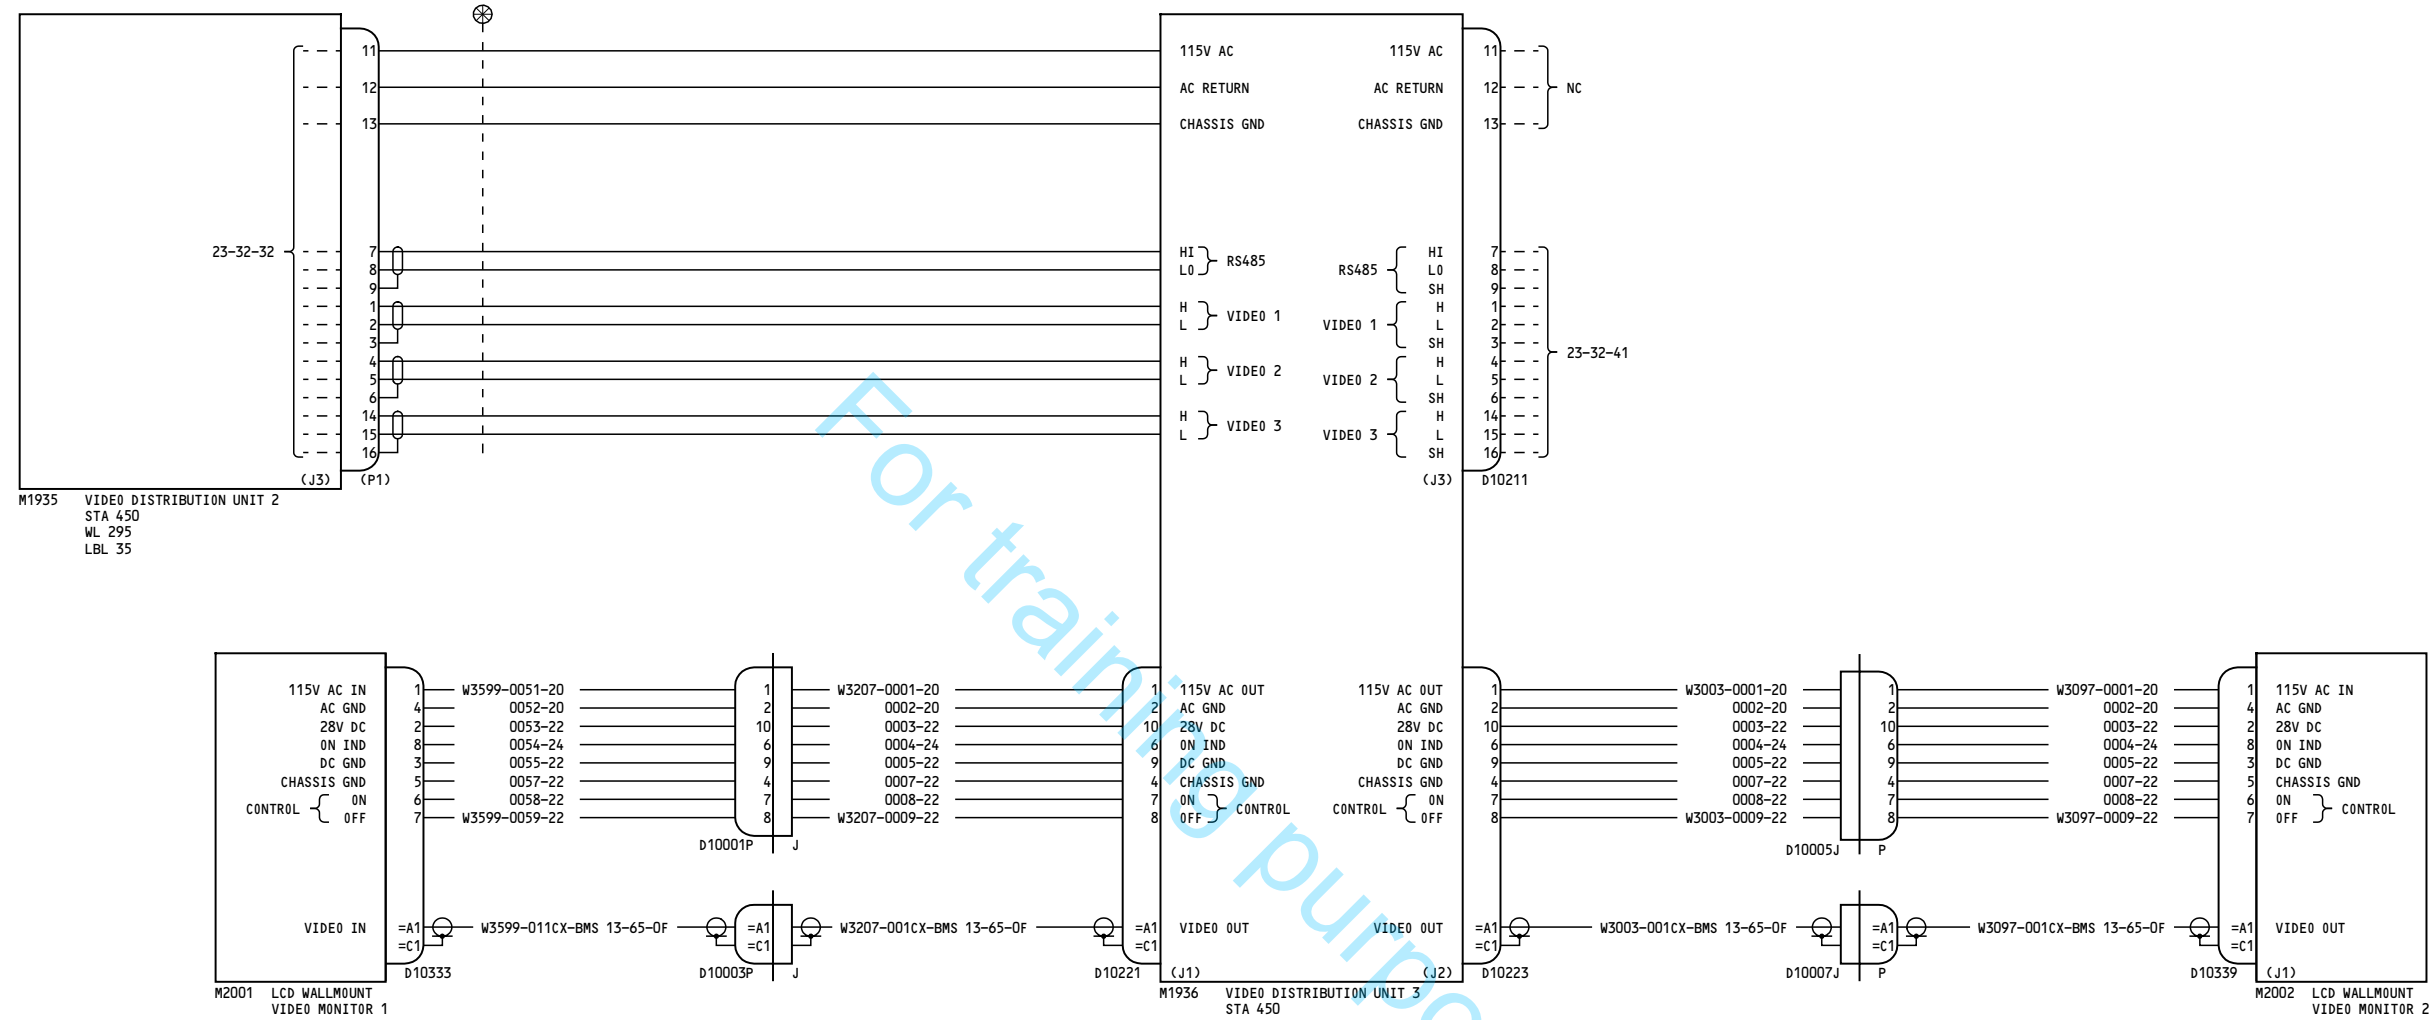 115V AC 115V AC
AC RETURN AC RETURN
CHASSIS GND CHASSIS GND
11 11
12 12 NC
13 13
23-32-32 7 HI HI 7
8 LO RS485 RS485 LO 8
9 SH 9
1 H H 1
2 L VIDEO 1 VIDEO 1 L 2
3 SH 3
4 H H 4 23-32-41
5 L VIDEO 2 VIDEO 2 L 5
6 SH 6
14 H H 14
15 L VIDEO 3 VIDEO 3 L 15
16 SH 16
(J3) (P1) (J3) D10211
M1935 VIDEO DISTRIBUTION UNIT 2
STA 450
WL 295
LBL 35
For training purpo
115V AC IN 1 W3599-0051-20 1 W3207-0001-20 1 115V AC OUT 115V AC OUT 1 W3003-0001-20 1 W3097-0001-20 1 115V AC IN
AC GND 4 0052-20 2 0002-20 2 AC GND AC GND 2 0002-20 2 0002-20 4 AC GND
28V DC 2 0053-22 10 0003-22 10 28V DC 28V DC 10 0003-22 10 0003-22 2 28V DC
ON IND 8 0054-24 6 0004-24 6 ON IND ON IND 6 0004-24 6 0004-24 8 ON IND
DC GND 3 0055-22 9 0005-22 9 DC GND DC GND 9 0005-22 9 0005-22 3 DC GND
CHASSIS GND 5 0057-22 4 0007-22 4 CHASSIS GND CHASSIS GND 4 0007-22 4 0007-22 5 CHASSIS GND
ON 6 0058-22 7 0008-22 7 ON ON 7 0008-22 7 0008-22 6 ON
CONTROL CONTROL CONTROL CONTROL
OFF 7 W3599-0059-22 8 W3207-0009-22 8 OFF OFF 8 W3003-0009-22 8 W3097-0009-22 7 OFF
D10001P J D10005J P
VIDEO IN =A1 W3599-011CX-BMS 13-65-0F =A1 W3207-001CX-BMS 13-65-0F =A1 VIDEO OUT VIDEO OUT =A1 W3003-001CX-BMS 13-65-0F =A1 W3097-001CX-BMS 13-65-0F =A1 VIDEO OUT
=C1 =C1 =C1 =C1 =C1 =C1
D10333 D10003P J D10221 (J1) (J2) D10223 D10007J P D10339 (J1)
M2001 LCD WALLMOUNT
VIDEO MONITOR 1
M1936 VIDEO DISTRIBUTION UNIT 3
STA 450
M2002 LCD WALLMOUNT
VIDEO MONITOR 2